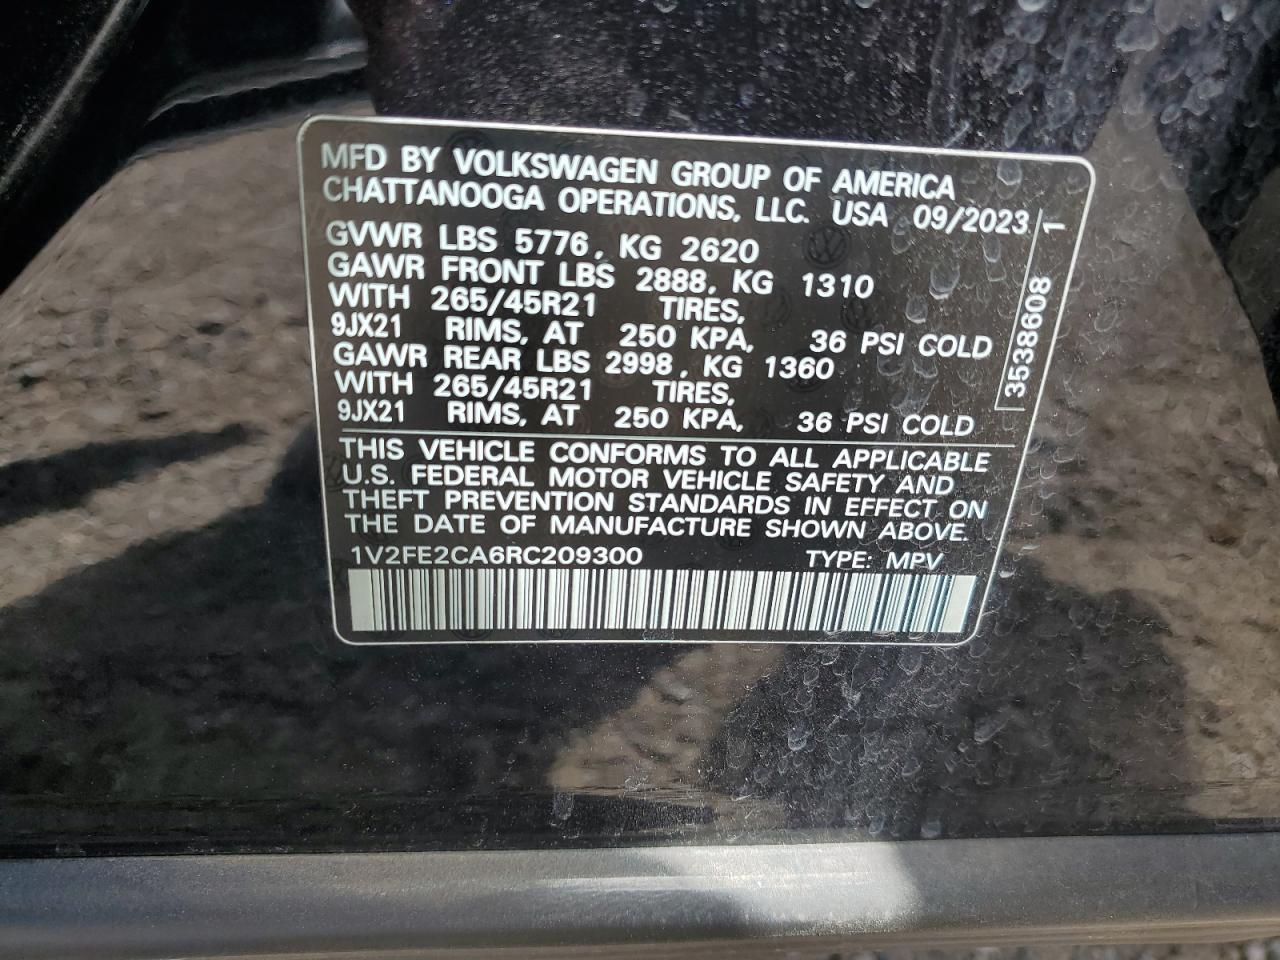 MFD BY VOLKSWAGEN GROUP OF AMERICA
CHATTANOOGA OPERATIONS, LLC. USA 09/2023
GVWR LBS 5776, KG 2620
GAWR FRONT LBS 2888, KG 1310
WITH 265/45R21 TIRES,
9JX21 RIMS, AT 250 KPA, 36 PSI COLD
GAWR REAR LBS 2998, KG 1360
WITH 265/45R21 TIRES,
9JX21 RIMS, AT 250 KPA, 36 PSI COLD
THIS VEHICLE CONFORMS TO ALL APPLICABLE
U.S. FEDERAL MOTOR VEHICLE SAFETY AND
THEFT PREVENTION STANDARDS IN EFFECT ON
THE DATE OF MANUFACTURE SHOWN ABOVE.
1V2FE2CA6RC209300 TYPE: MPV
3538608 1